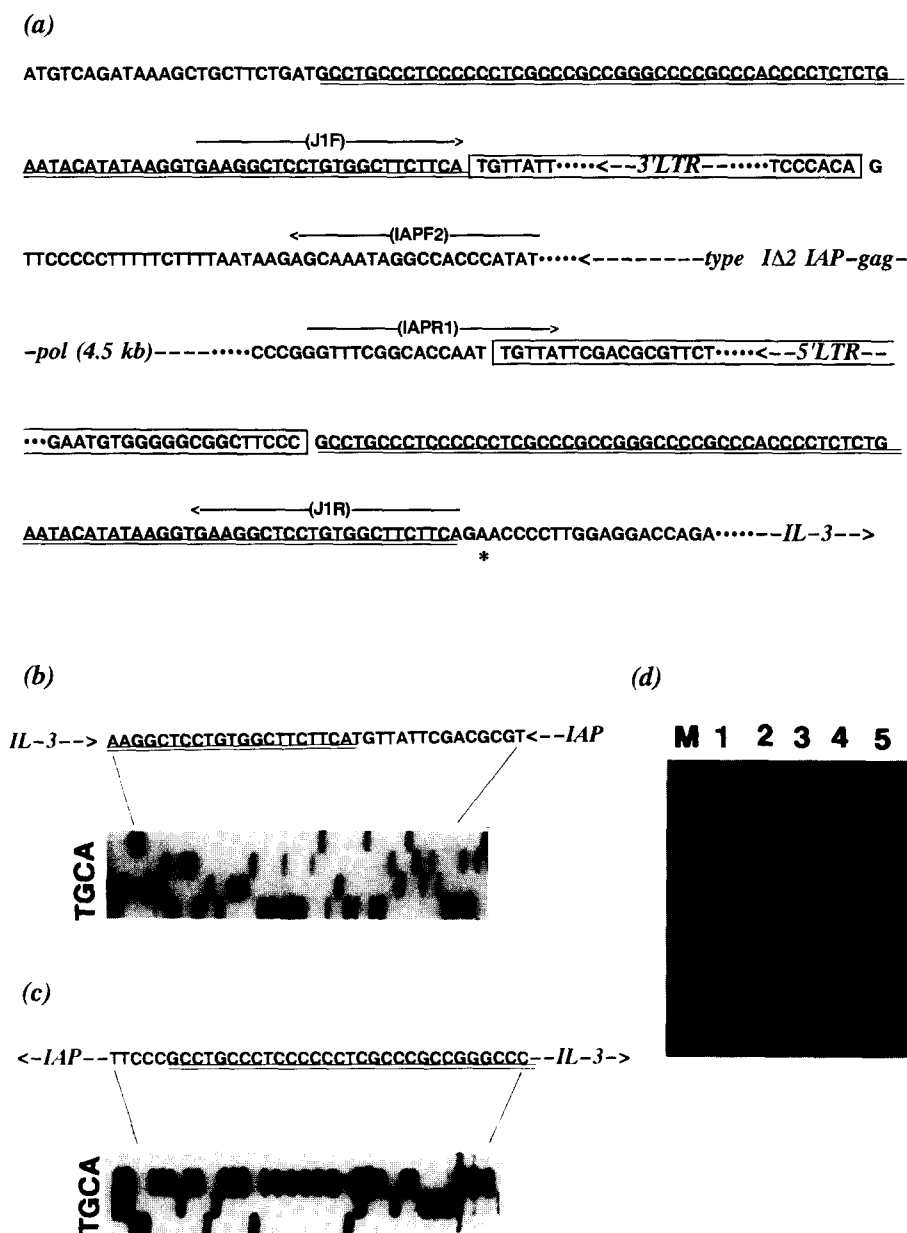 (a)
ATGTCAGATAAAGCTGCTTCTGATGCCTGCCCTCCCCCCTCGCCCGCCGGGCCCCGCCCACCCCTCTCTG
———(J1F)———>
AATACATATAAGGTGAAGGCTCCTGTGGCTTCTTCA TGTTATT·····<--3'LTR--·····TCCCACA G
<———(IAPF2)———
TTCCCCCTTTTTCTTTTAATAAGAGCAAATAGGCCACCCATAT·····<--------type IΔ2 IAP-gag-
———(IAPR1)———>
-pol (4.5 kb)----·····CCCGGGTTTCGGCACCAAT TGTTATTCGACGCGTTCT·····<--5'LTR--
···GAATGTGGGGGCGGCTTCCC GCCTGCCCTCCCCCCTCGCCCGCCGGGCCCCGCCCACCCCTCTCTG
<———(J1R)———
AATACATATAAGGTGAAGGCTCCTGTGGCTTCTTCAGAACCCCTTGGAGGACCAGA·····--IL-3-->
*
(b)
IL-3--> AAGGCTCCTGTGGCTTCTTCATGTTATTCGACGCGT<--IAP
TGCA
(d)
M 1 2 3 4 5
(c)
<-IAP--TTCCCGCCTGCCCTCCCCCCTCGCCCGCCGGGCCC--IL-3->
TGCA